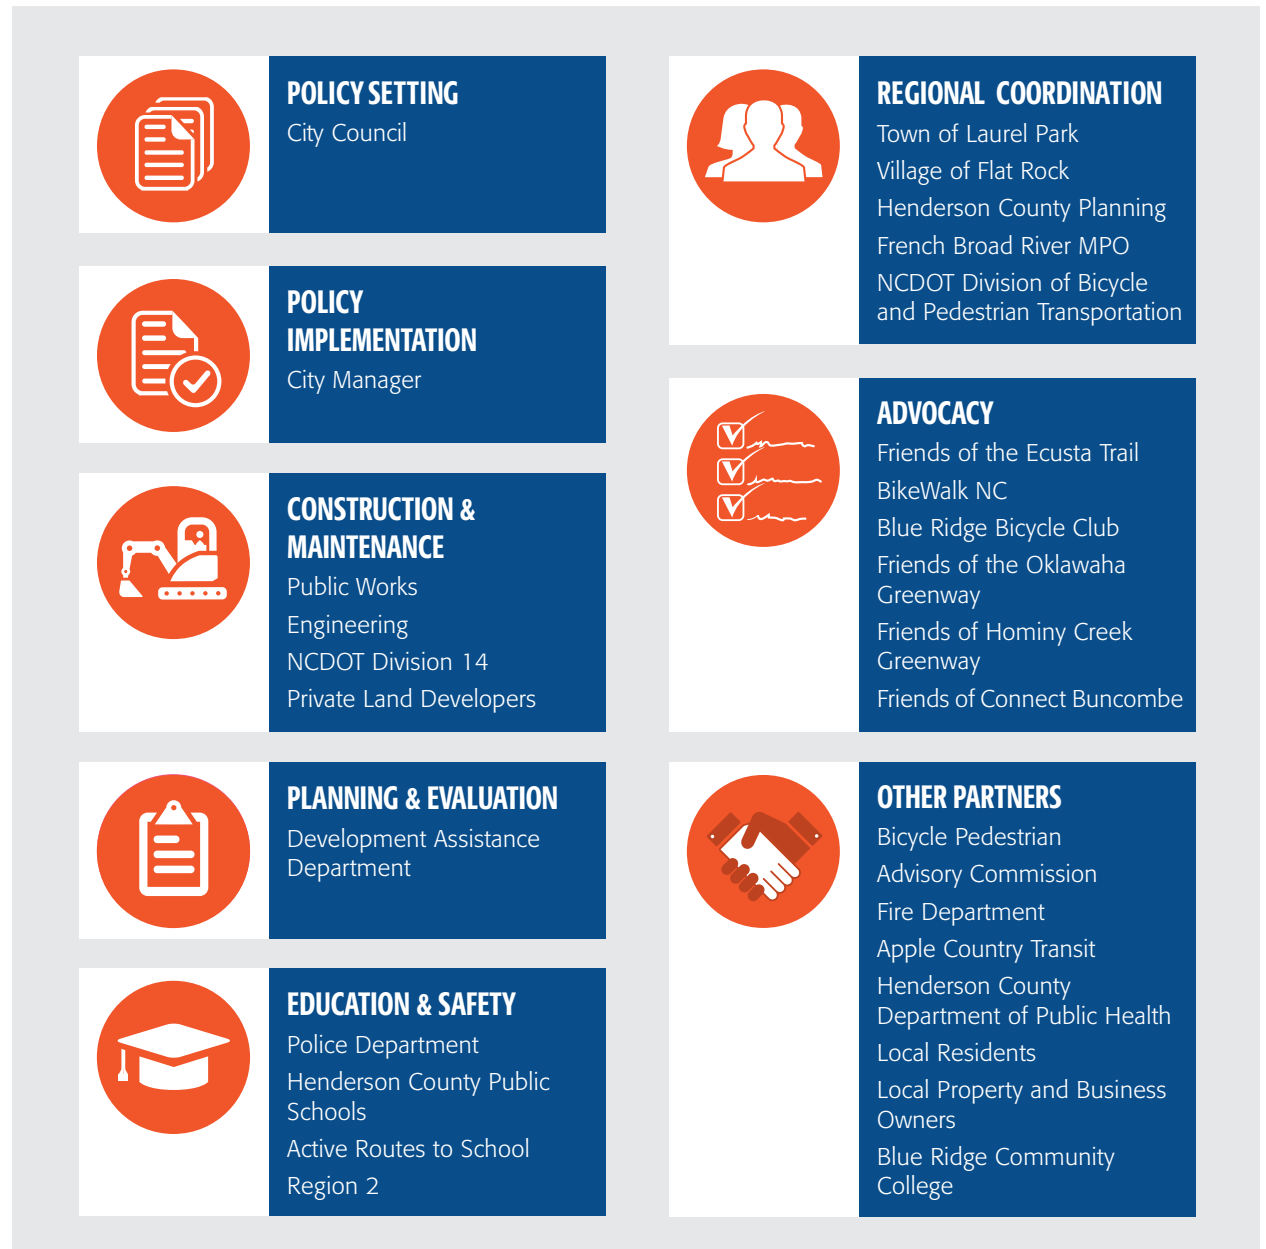 POLICY SETTING
City Council
POLICY
IMPLEMENTATION
City Manager
CONSTRUCTION &
MAINTENANCE
Public Works
Engineering
NCDOT Division 14
Private Land Developers
PLANNING & EVALUATION
Development Assistance
Department
EDUCATION & SAFETY
Police Department
Henderson County Public
Schools
Active Routes to School
Region 2
REGIONAL COORDINATION
Town of Laurel Park
Village of Flat Rock
Henderson County Planning
French Broad River MPO
NCDOT Division of Bicycle
and Pedestrian Transportation
ADVOCACY
Friends of the Ecusta Trail
BikeWalk NC
Blue Ridge Bicycle Club
Friends of the Oklawaha
Greenway
Friends of Hominy Creek
Greenway
Friends of Connect Buncombe
OTHER PARTNERS
Bicycle Pedestrian
Advisory Commission
Fire Department
Apple Country Transit
Henderson County
Department of Public Health
Local Residents
Local Property and Business
Owners
Blue Ridge Community
College